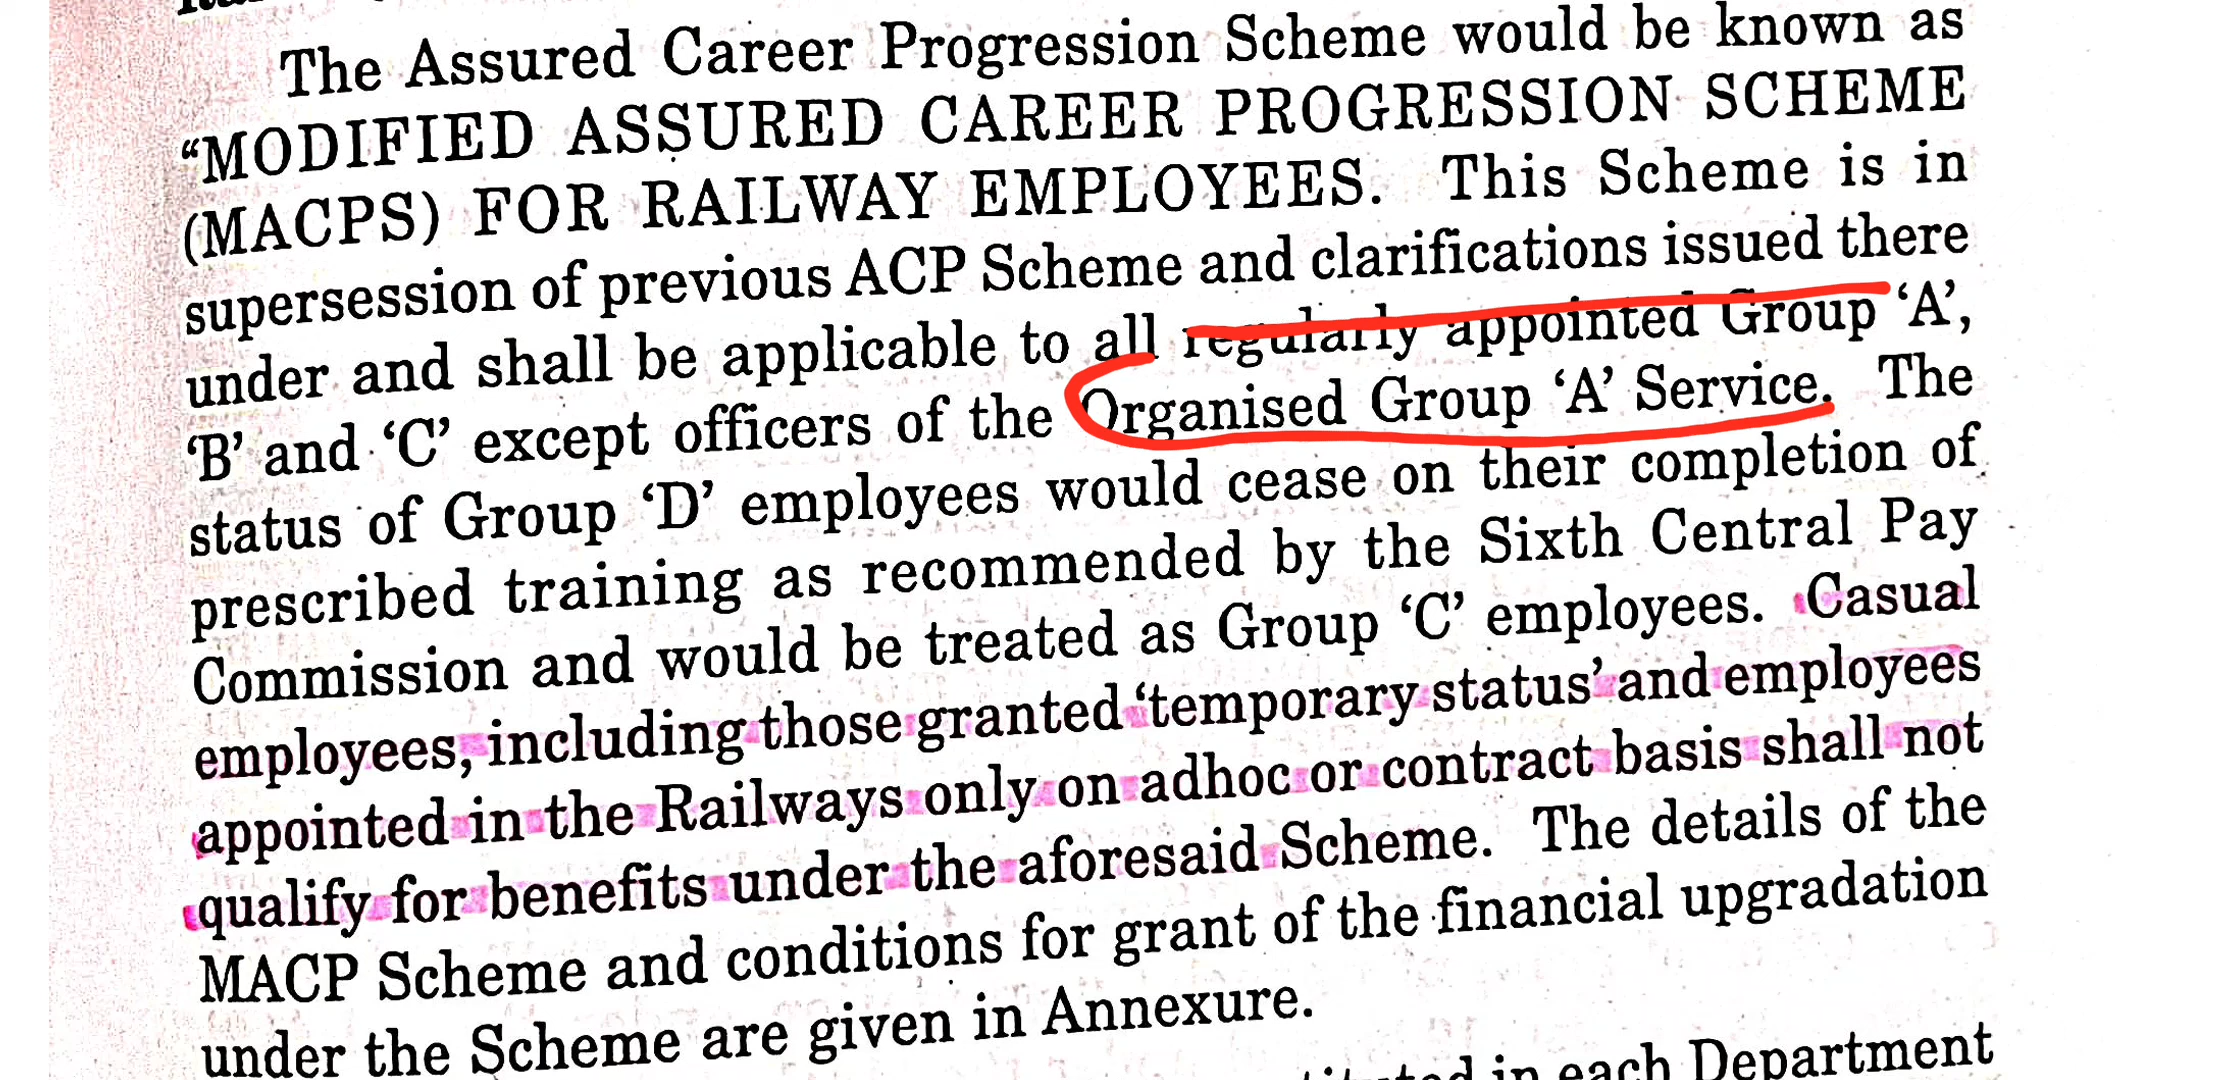 The Assured Career Progression Scheme would be known as
“MODIFIED ASSURED CAREER PROGRESSION SCHEME
(MACPS) FOR RAILWAY EMPLOYEES. This Scheme is in
supersession of previous ACP Scheme and clarifications issued there
under and shall be applicable to all regularly appointed Group ‘A’,
‘B’ and ‘C’ except officers of the Organised Group ‘A’ Service. The
status of Group ‘D’ employees would cease on their completion of
prescribed training as recommended by the Sixth Central Pay
Commission and would be treated as Group ‘C’ employees. Casual
employees, including those granted ‘temporary status’ and employees
appointed in the Railways only on adhoc or contract basis shall not
qualify for benefits under the aforesaid Scheme. The details of the
MACP Scheme and conditions for grant of the financial upgradation
under the Scheme are given in Annexure.
in each Department